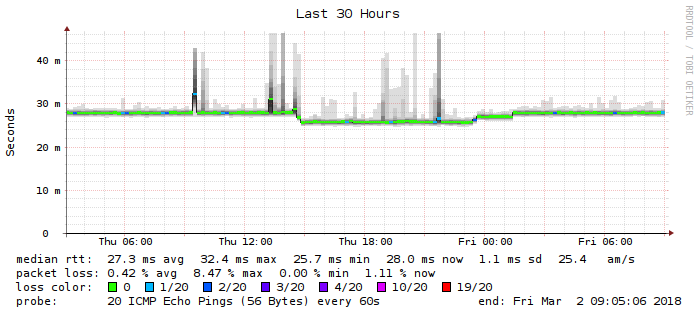 Last 30 Hours
RRDTOOL / TOBI OETIKER
Seconds
40 m
30 m
20 m
10 m
0
Thu 06:00 Thu 12:00 Thu 18:00 Fri 00:00 Fri 06:00
median rtt: 27.3 ms avg 32.4 ms max 25.7 ms min 28.0 ms now 1.1 ms sd 25.4 am/s
packet loss: 0.42 % avg 8.47 % max 0.00 % min 1.11 % now
loss color: 0 1/20 2/20 3/20 4/20 10/20 19/20
probe: 20 ICMP Echo Pings (56 Bytes) every 60s end: Fri Mar 2 09:05:06 2018